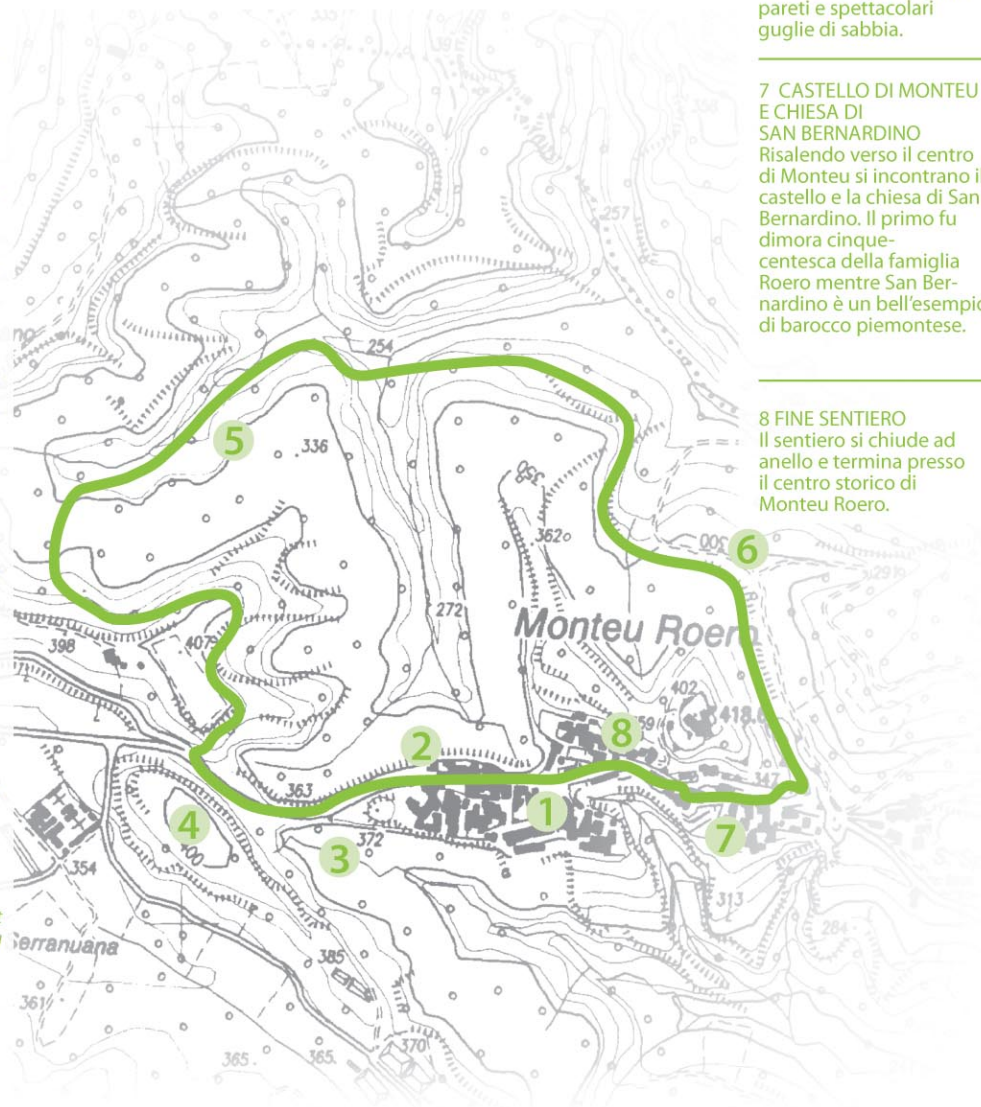 pareti e spettacolari
guglie di sabbia.
7 CASTELLO DI MONTEU
E CHIESA DI
SAN BERNARDINO
Risalendo verso il centro
di Monteu si incontrano il
castello e la chiesa di San
Bernardino. Il primo fu
dimora cinque-
centesca della famiglia
Roero mentre San Ber-
nardino è un bell'esempio
di barocco piemontese.
8 FINE SENTIERO
Il sentiero si chiude ad
anello e termina presso
il centro storico di
Monteu Roero.
257
254
5
.336
350
362
300
6
291
272
Monteu Roero
398
407
402
418.
8
2
359
347
363
1
4
372
3
7
354
400
313
284
385
361
365.
365.
370